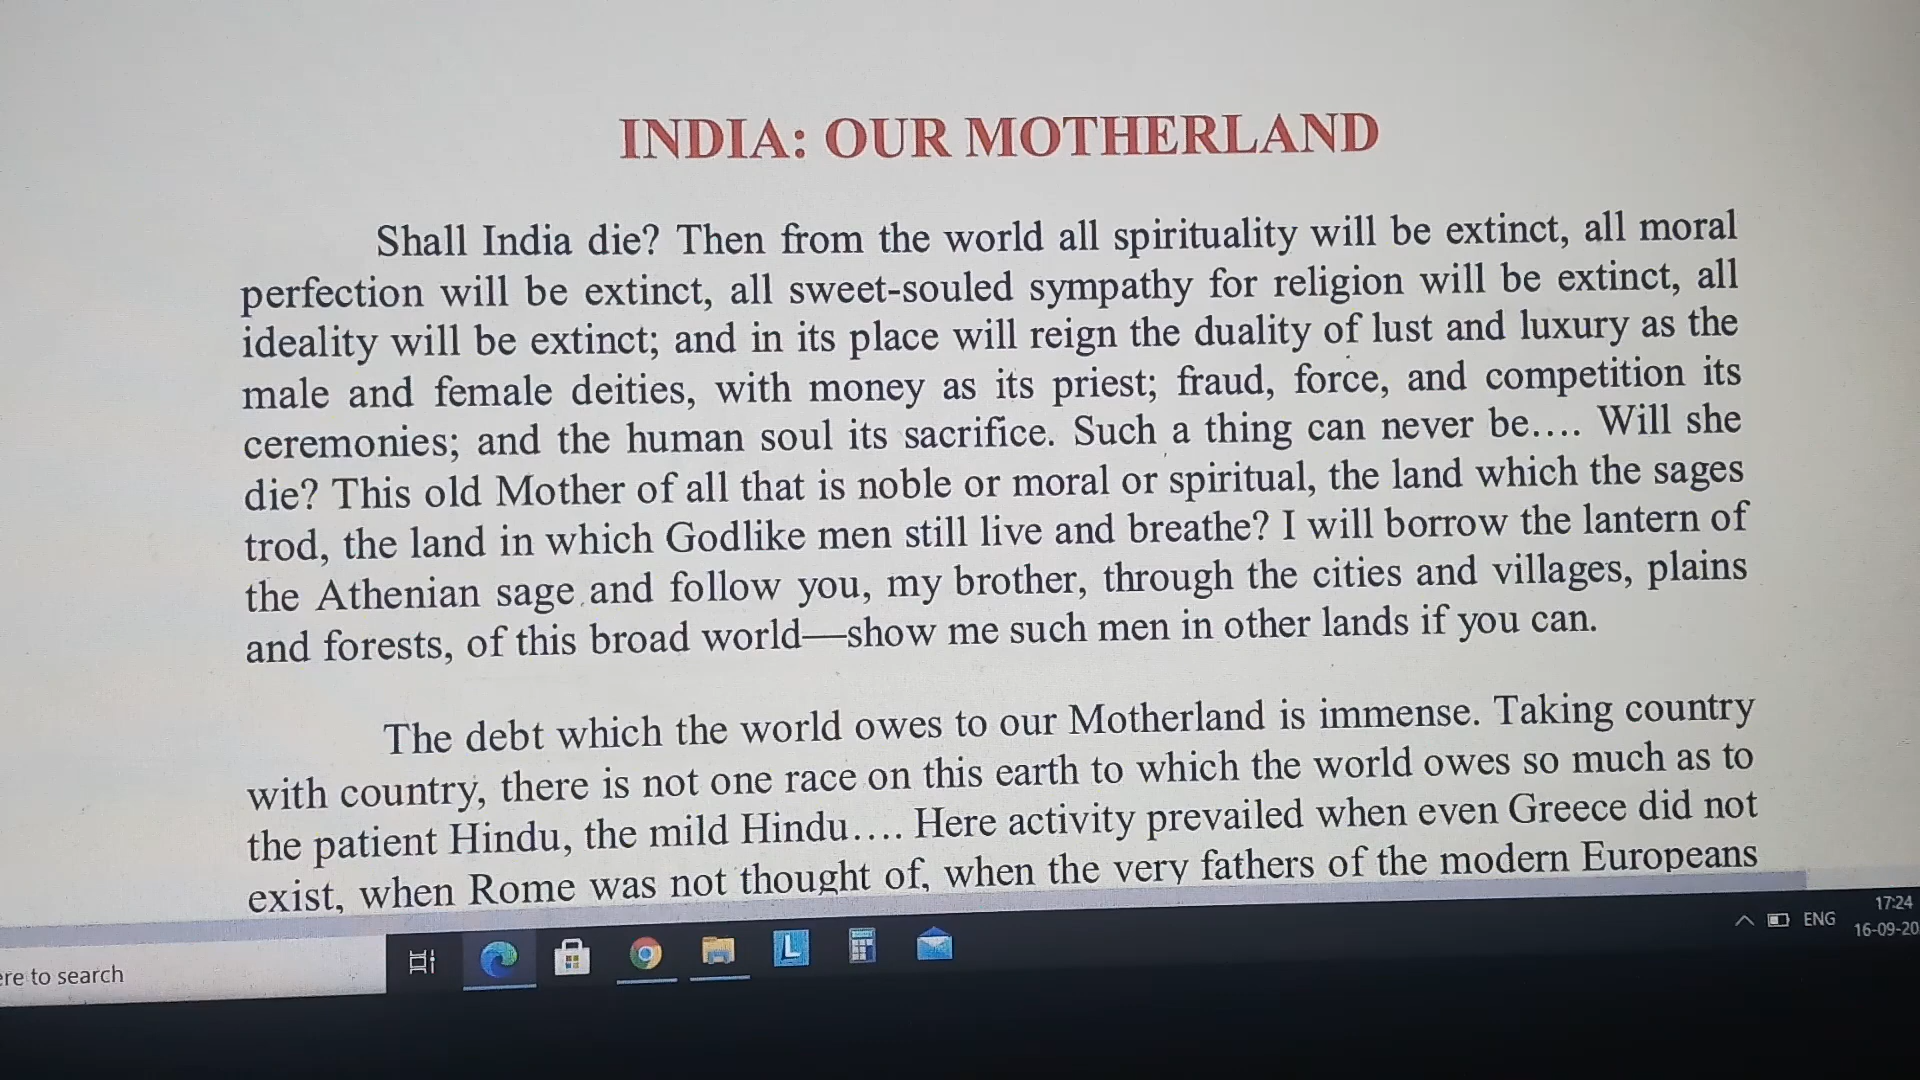 INDIA: OUR MOTHERLAND
Shall India die? Then from the world all spirituality will be extinct, all moral
perfection will be extinct, all sweet-souled sympathy for religion will be extinct, all
ideality will be extinct; and in its place will reign the duality of lust and luxury as the
male and female deities, with money as its priest; fraud, force, and competition its
ceremonies; and the human soul its sacrifice. Such a thing can never be.... Will she
die? This old Mother of all that is noble or moral or spiritual, the land which the sages
trod, the land in which Godlike men still live and breathe? I will borrow the lantern of
the Athenian sage and follow you, my brother, through the cities and villages, plains
and forests, of this broad world—show me such men in other lands if you can.
The debt which the world owes to our Motherland is immense. Taking country
with country, there is not one race on this earth to which the world owes so much as to
the patient Hindu, the mild Hindu.... Here activity prevailed when even Greece did not
exist, when Rome was not thought of, when the very fathers of the modern Europeans
ere to search
L
ENG
17:24
16-09-20